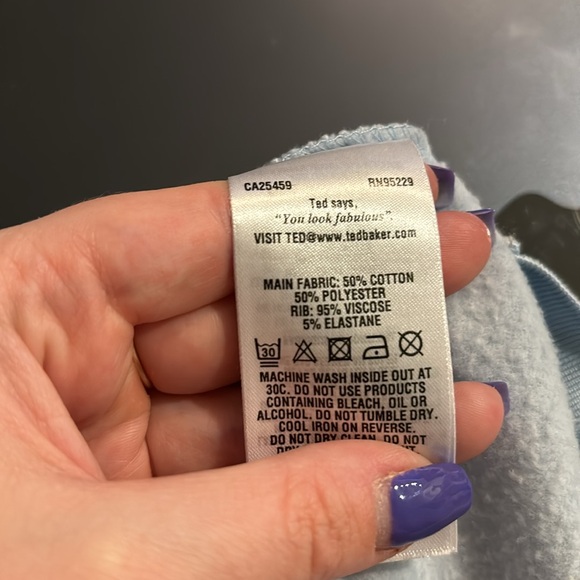 CA25459 RN95229
Ted says,
"You look fabulous".
VISIT TED@www.tedbaker.com
MAIN FABRIC: 50% COTTON
50% POLYESTER
RIB: 95% VISCOSE
5% ELASTANE
30
MACHINE WASH INSIDE OUT AT
30C. DO NOT USE PRODUCTS
CONTAINING BLEACH, OIL OR
ALCOHOL. DO NOT TUMBLE DRY.
COOL IRON ON REVERSE.
DO NOT DRY CLEAN. DO NOT